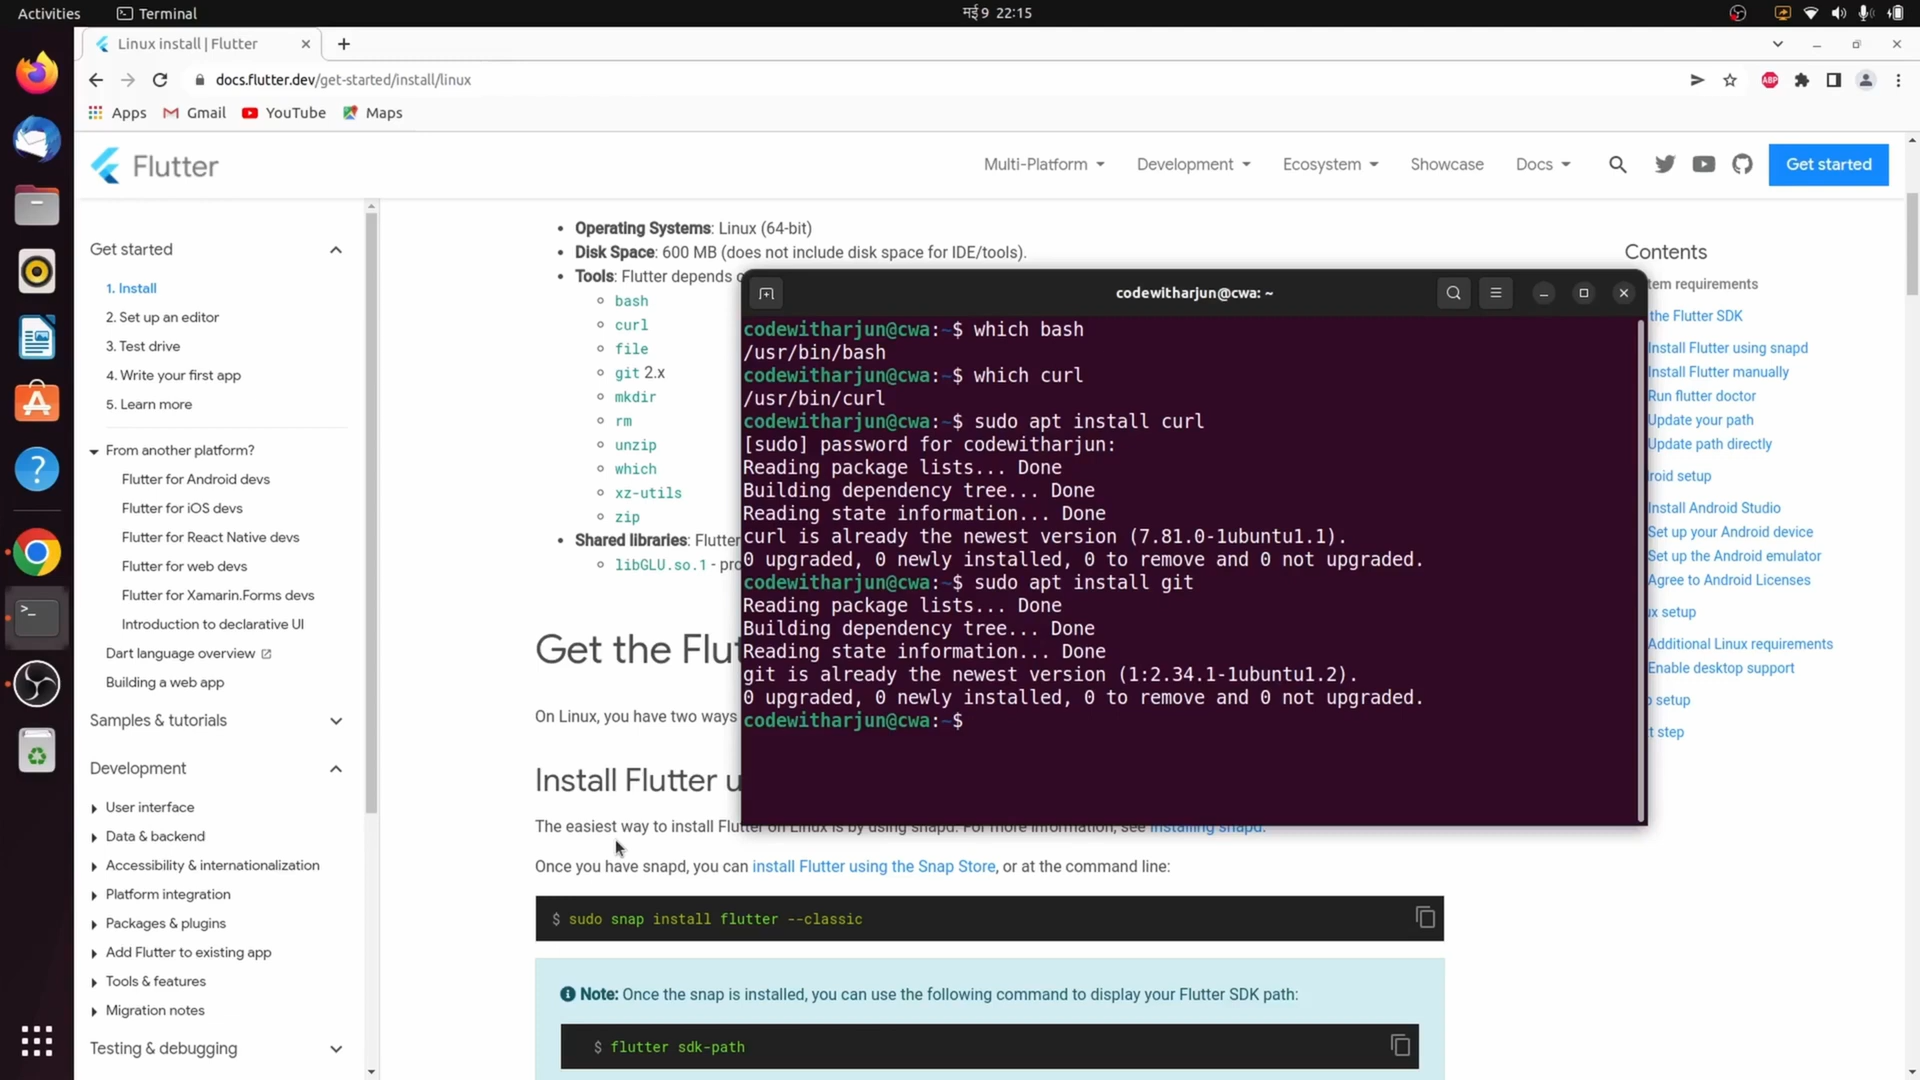 Activities
Terminal
मई 9 22:15
Linux install | Flutter
docs.flutter.dev/get-started/install/linux
ABP
Apps
Gmail
YouTube
Maps
Flutter
Multi-Platform
Development
Ecosystem
Showcase
Docs
Get started
Get started
1. Install
2. Set up an editor
3. Test drive
4. Write your first app
5. Learn more
From another platform?
Flutter for Android devs
Flutter for iOS devs
Flutter for React Native devs
Flutter for web devs
Flutter for Xamarin.Forms devs
Introduction to declarative UI
Dart language overview
Building a web app
Samples & tutorials
Development
User interface
Data & backend
Accessibility & internationalization
Platform integration
Packages & plugins
Add Flutter to existing app
Tools & features
Migration notes
Testing & debugging
Operating Systems: Linux (64-bit)
Disk Space: 600 MB (does not include disk space for IDE/tools).
Tools: Flutter depends
bash
curl
file
git 2.x
mkdir
rm
unzip
which
xz-utils
zip
Shared libraries: Flutter
libGLU.so.1 - pro
Get the Flut
On Linux, you have two ways
Install Flutter u
The easiest way to install Flutter on Linux is by using snapd. For more information, see Installing snapd.
Once you have snapd, you can install Flutter using the Snap Store, or at the command line:
$ sudo snap install flutter --classic
Note: Once the snap is installed, you can use the following command to display your Flutter SDK path:
$ flutter sdk-path
codewitharjun@cwa: ~
codewitharjun@cwa:~$ which bash
/usr/bin/bash
codewitharjun@cwa:~$ which curl
/usr/bin/curl
codewitharjun@cwa:~$ sudo apt install curl
[sudo] password for codewitharjun:
Reading package lists... Done
Building dependency tree... Done
Reading state information... Done
curl is already the newest version (7.81.0-1ubuntu1.1).
0 upgraded, 0 newly installed, 0 to remove and 0 not upgraded.
codewitharjun@cwa:~$ sudo apt install git
Reading package lists... Done
Building dependency tree... Done
Reading state information... Done
git is already the newest version (1:2.34.1-1ubuntu1.2).
0 upgraded, 0 newly installed, 0 to remove and 0 not upgraded.
codewitharjun@cwa:~$
Contents
tem requirements
the Flutter SDK
Install Flutter using snapd
Install Flutter manually
Run flutter doctor
Update your path
Update path directly
roid setup
Install Android Studio
Set up your Android device
Set up the Android emulator
Agree to Android Licenses
ux setup
Additional Linux requirements
Enable desktop support
setup
t step